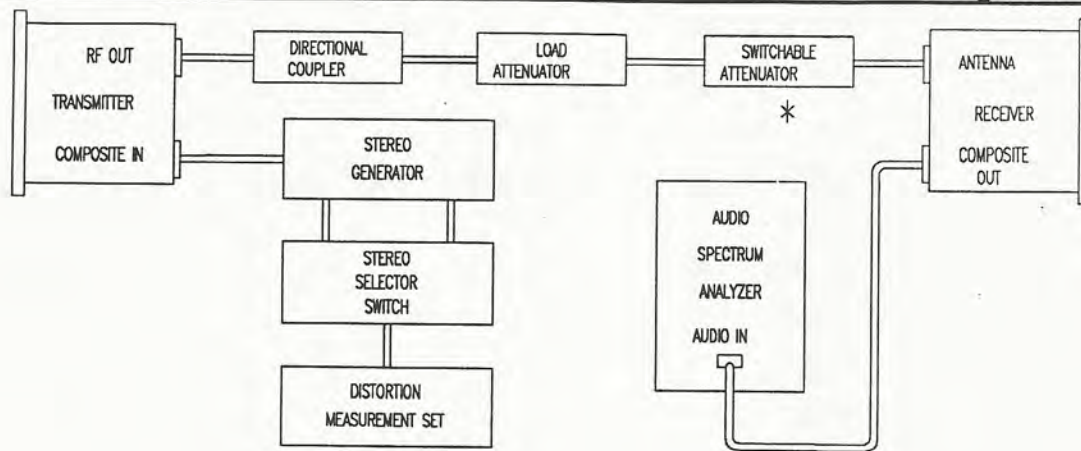 RF OUT
TRANSMITTER
COMPOSITE IN
DIRECTIONAL
COUPLER
LOAD
ATTENUATOR
SWITCHABLE
ATTENUATOR
*
ANTENNA
RECEIVER
COMPOSITE
OUT
STEREO
GENERATOR
STEREO
SELECTOR
SWITCH
DISTORTION
MEASUREMENT SET
AUDIO
SPECTRUM
ANALYZER
AUDIO IN